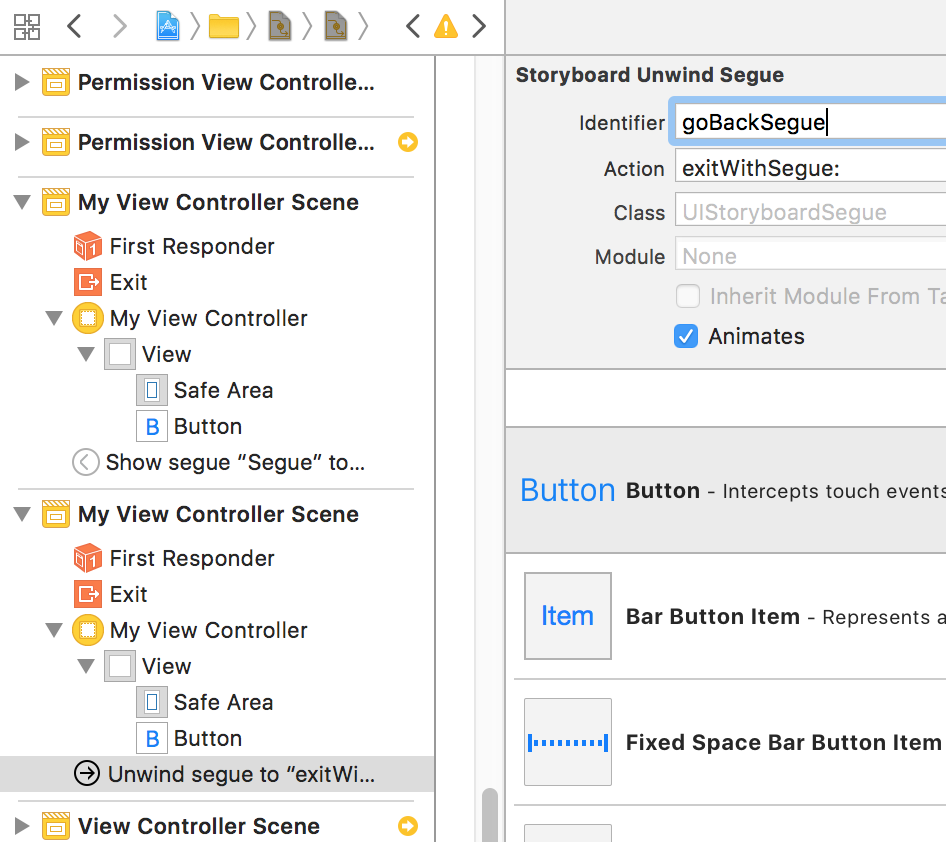 Permission View Controlle...
Permission View Controlle...
My View Controller Scene
First Responder
Exit
My View Controller
View
Safe Area
B Button
Show segue “Segue” to...
My View Controller Scene
First Responder
Exit
My View Controller
View
Safe Area
B Button
Unwind segue to “exitWi...
View Controller Scene
Storyboard Unwind Segue
Identifier goBackSegue
Action exitWithSegue:
Class UIStoryboardSegue
Module None
Inherit Module From Ta
Animates
Button Button - Intercepts touch events
Item Bar Button Item - Represents a
Fixed Space Bar Button Item